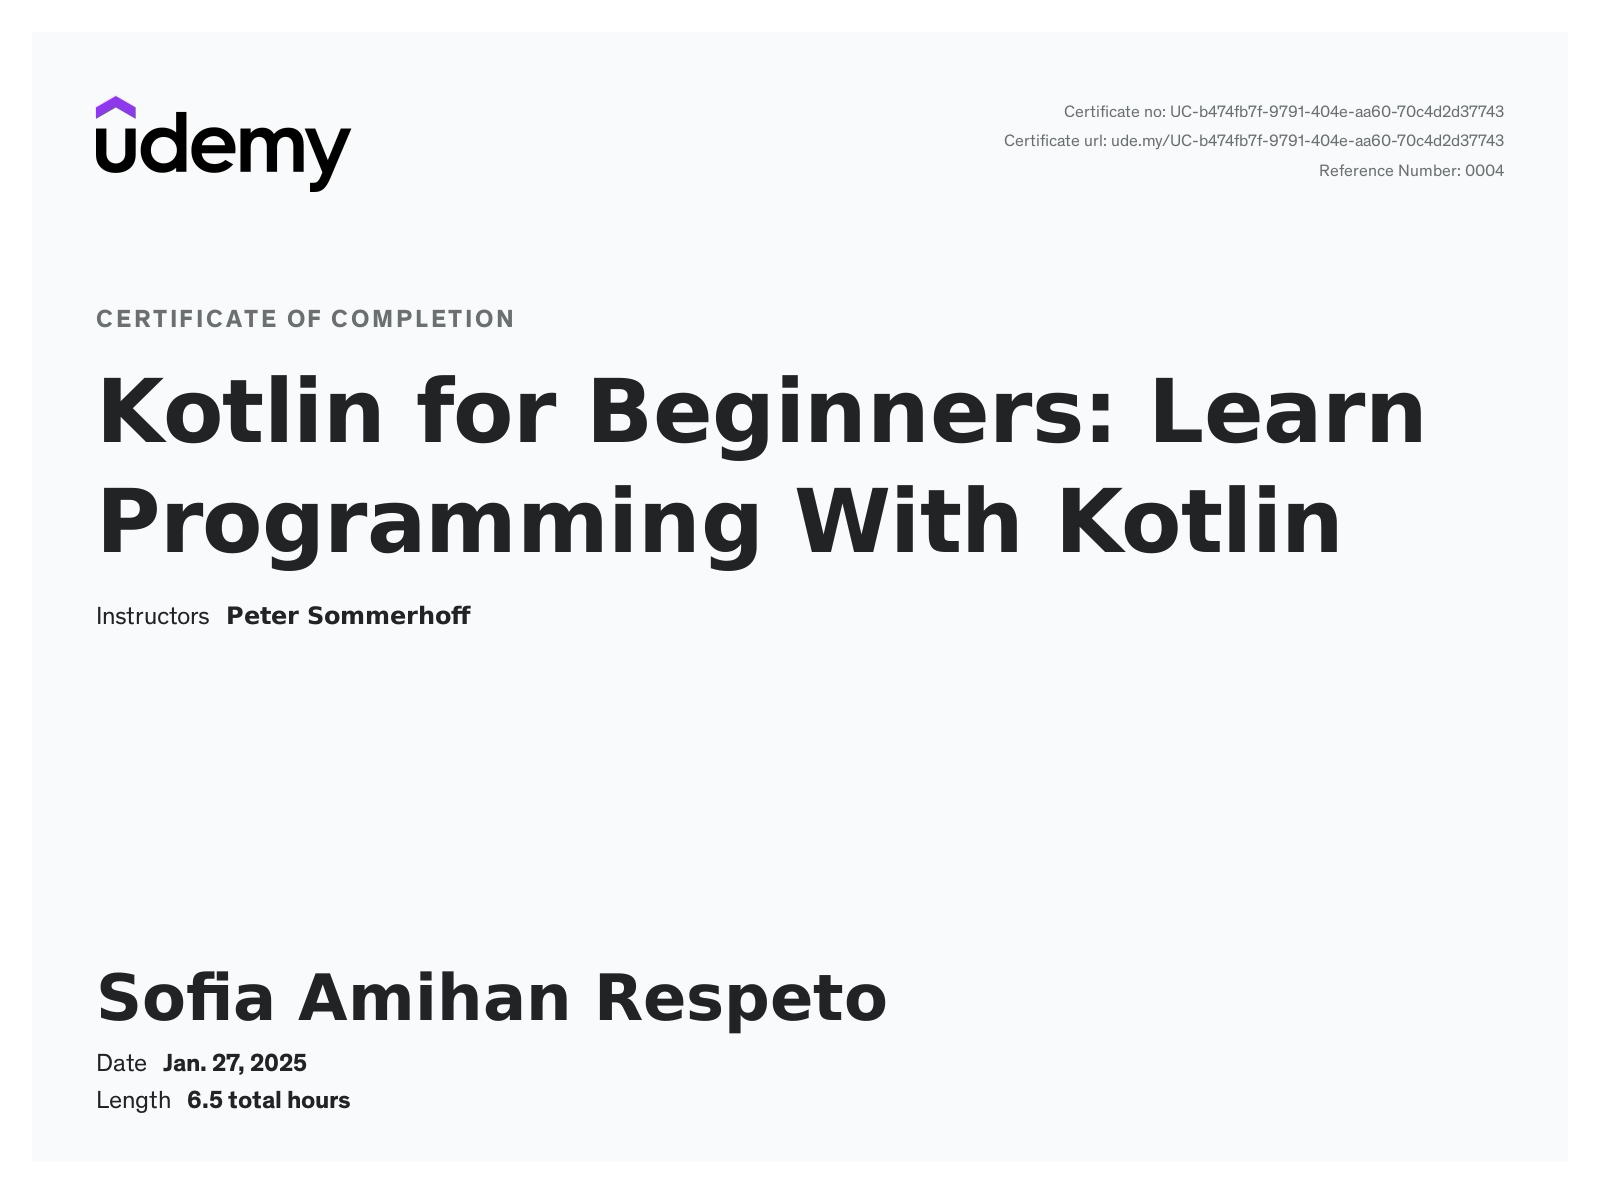 udemy
Certificate no: UC-b474fb7f-9791-404e-aa60-70c4d2d37743
Certificate url: ude.my/UC-b474fb7f-9791-404e-aa60-70c4d2d37743
Reference Number: 0004
CERTIFICATE OF COMPLETION
Kotlin for Beginners: Learn
Programming With Kotlin
Instructors Peter Sommerhoff
Sofia Amihan Respeto
Date Jan. 27, 2025
Length 6.5 total hours